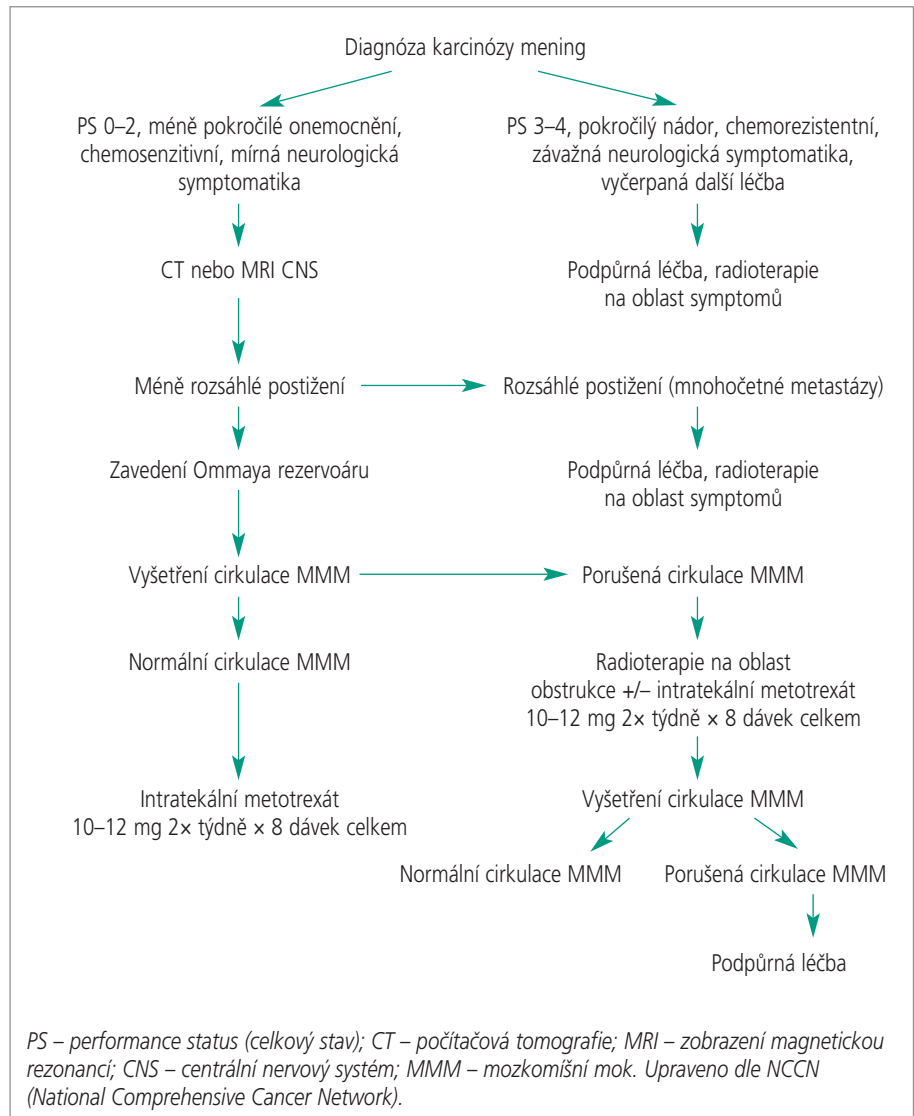 Diagnóza karcinózy mening
PS 0–2, méně pokročilé onemocnění,
chemosenzitivní, mírná neurologická
symptomatika
PS 3–4, pokročilý nádor, chemorezistentní,
závažná neurologická symptomatika,
vyčerpaná další léčba
CT nebo MRI CNS
Podpůrná léčba, radioterapie
na oblast symptomů
Méně rozsáhlé postižení
Rozsáhlé postižení (mnohočetné metastázy)
Zavedení Ommaya rezervoáru
Podpůrná léčba, radioterapie
na oblast symptomů
Vyšetření cirkulace MMM
Porušená cirkulace MMM
Normální cirkulace MMM
Radioterapie na oblast
obstrukce +/– intratekální metotrexát
10–12 mg 2× týdně × 8 dávek celkem
Intratekální metotrexát
10–12 mg 2× týdně × 8 dávek celkem
Vyšetření cirkulace MMM
Normální cirkulace MMM
Porušená cirkulace MMM
Podpůrná léčba
PS – performance status (celkový stav); CT – počítačová tomografie; MRI – zobrazení magnetickou
rezonancí; CNS – centrální nervový systém; MMM – mozkomíšní mok. Upraveno dle NCCN
(National Comprehensive Cancer Network).